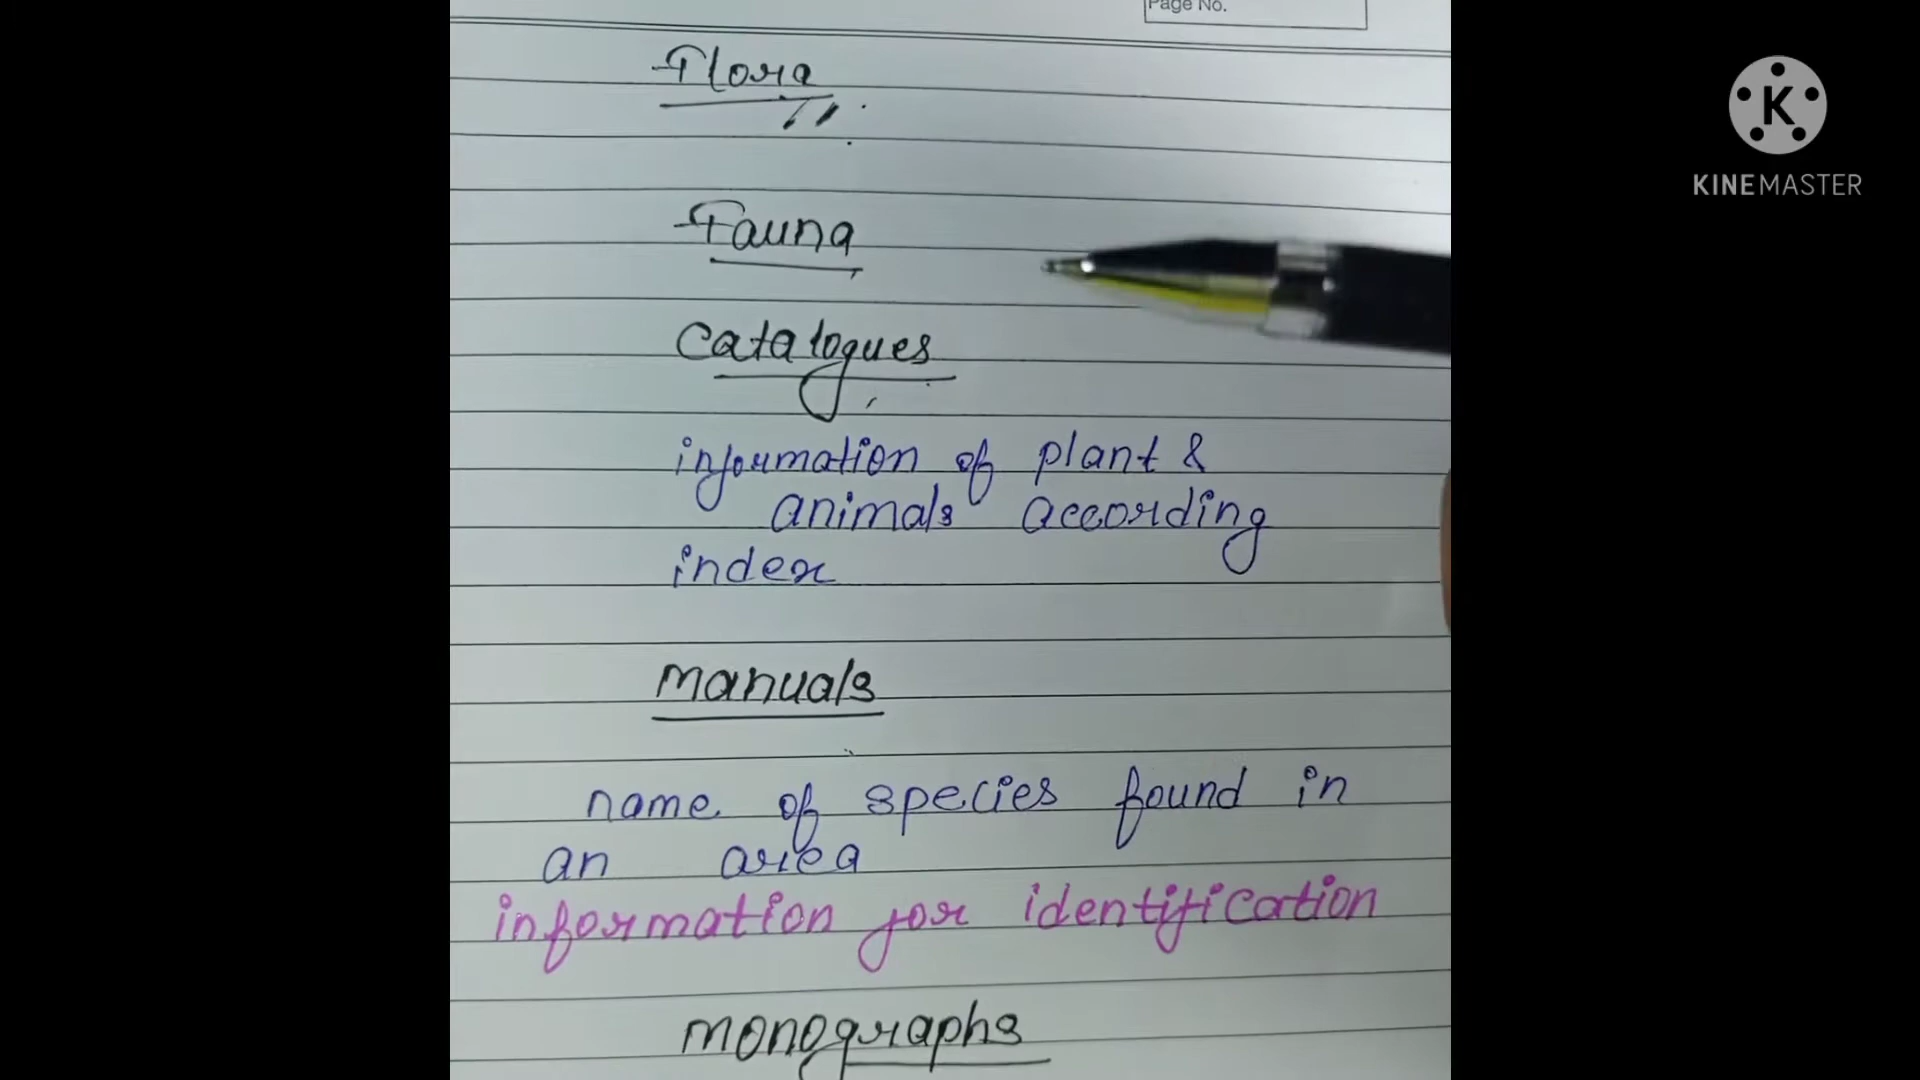 Page No.
Flora
Fauna
Catalogues
information of plant &
animals according
index
Manuals
name of species found in
an area
information for identification
Monographs
KINEMASTER